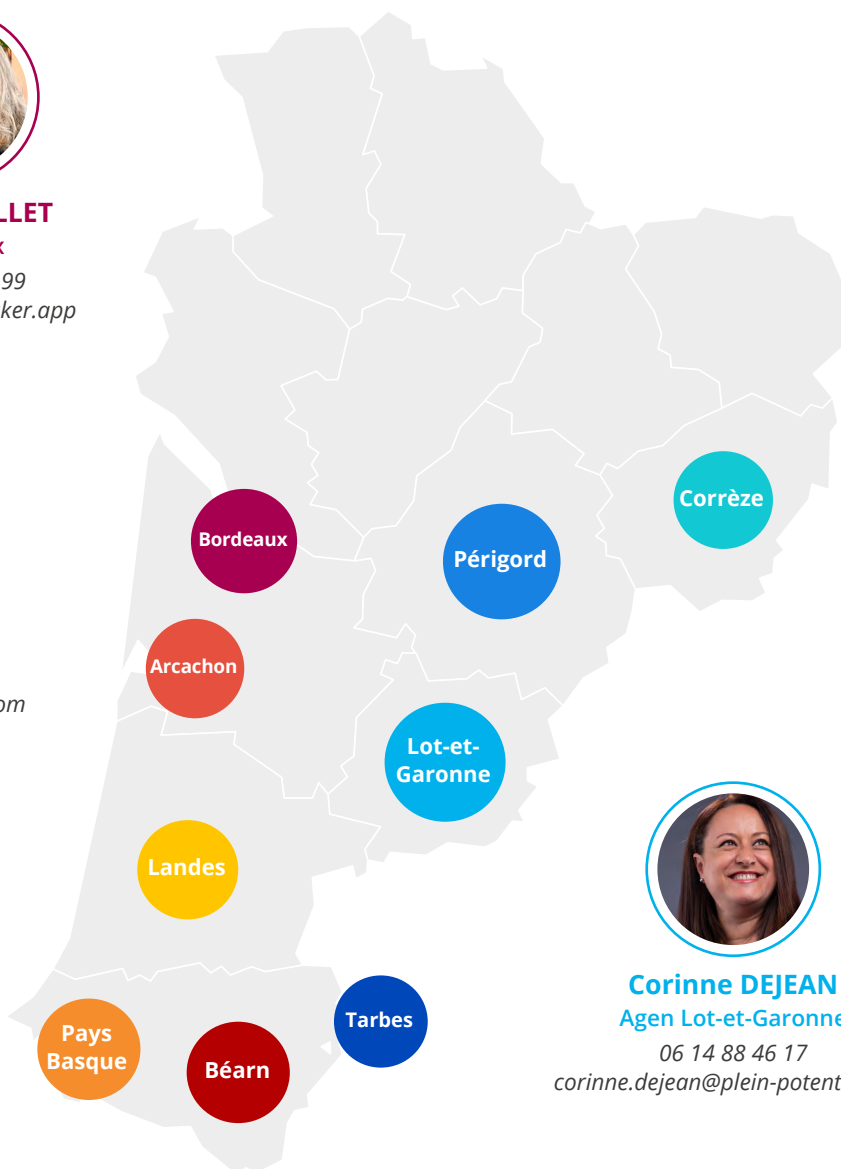 LLET
x
99
ker.app
Bordeaux
Périgord
Corrèze
Arcachon
om
Lot-et-
Garonne
Landes
Corinne DEJEAN
Agen Lot-et-Garonne
06 14 88 46 17
corinne.dejean@plein-potent
Tarbes
Pays
Basque
Béarn